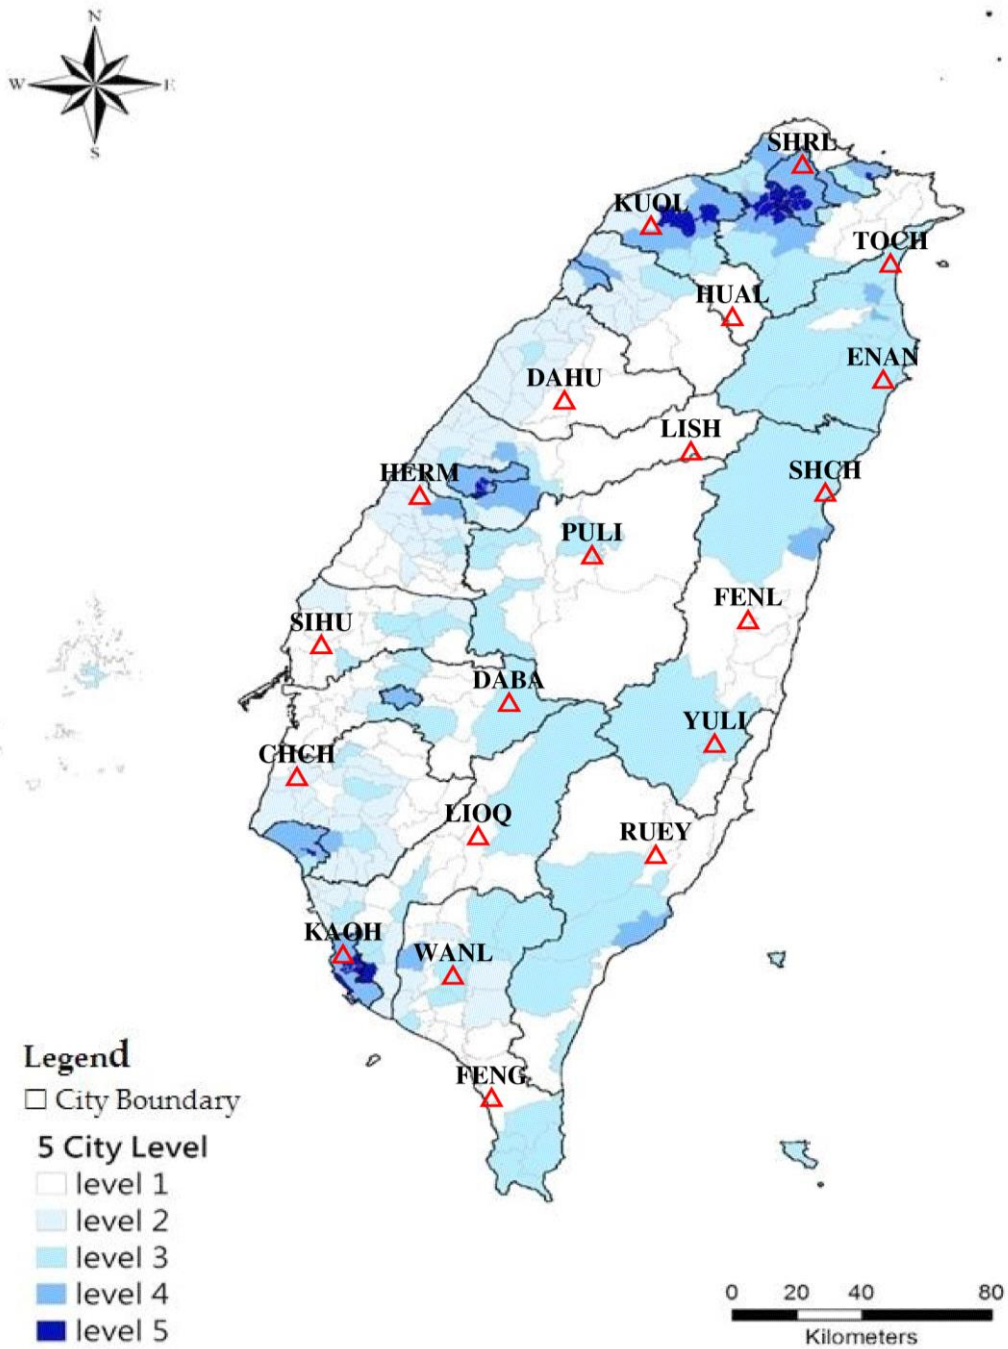 N
W E
S
SHRL
KUOL
TOCH
HUAL
ENAN
DAHU
LISH
HERM
SHCH
PULI
FENL
SIHU
DABA
YULI
CHCH
LIOQ
RUEY
KAOH
WANL
FENG
Legend
City Boundary
5 City Level
level 1
level 2
level 3
level 4
level 5
0 20 40 80
Kilometers